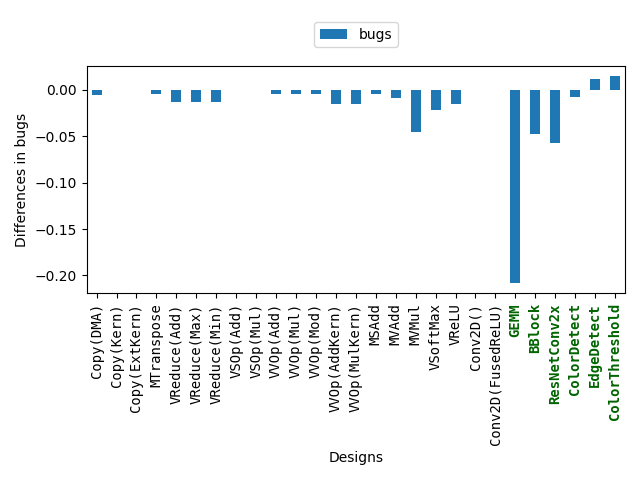 bugs
Differences in bugs
0.00
−0.05
−0.10
−0.15
−0.20
Copy(DMA)
Copy(Kern)
Copy(ExtKern)
MTranspose
VReduce(Add)
VReduce(Max)
VReduce(Min)
VSOp(Add)
VSOp(Mul)
VVOp(Add)
VVOp(Mul)
VVOp(Mod)
VVOp(AddKern)
VVOp(MulKern)
MSAdd
MVAdd
MVMul
VSoftMax
VReLU
Conv2D()
Conv2D(FusedReLU)
GEMM
BBlock
ResNetConv2x
ColorDetect
EdgeDetect
ColorThreshold
Designs